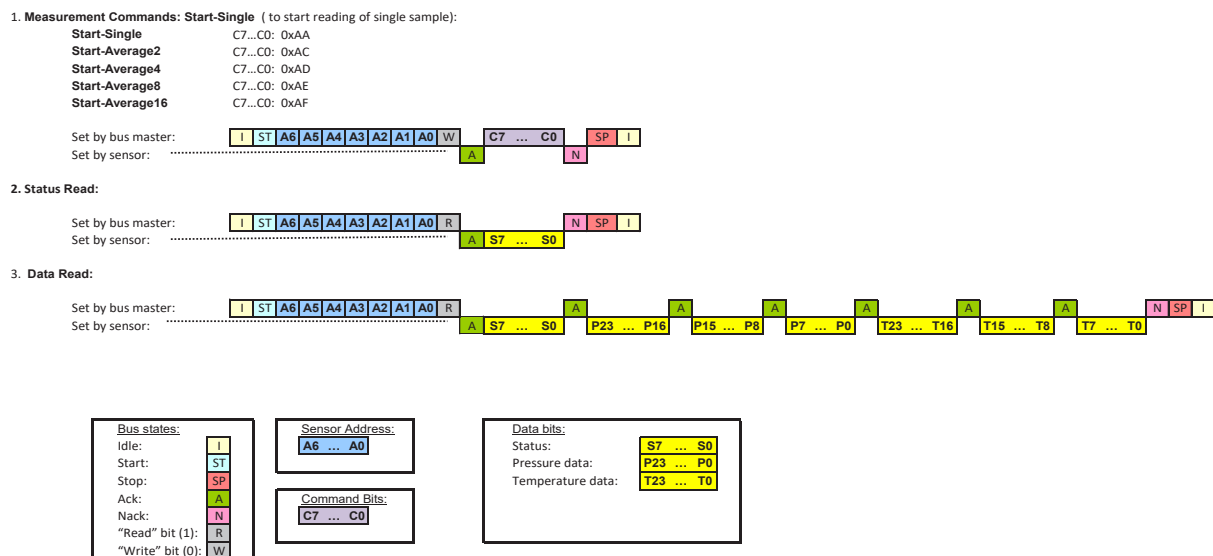 1. Measurement Commands: Start-Single ( to start reading of single sample):
Start-Single C7...C0: 0xAA
Start-Average2 C7...C0: 0xAC
Start-Average4 C7...C0: 0xAD
Start-Average8 C7...C0: 0xAE
Start-Average16 C7...C0: 0xAF
Set by bus master: I ST A6 A5 A4 A3 A2 A1 A0 W C7 ... C0 SP I
Set by sensor: A N
2. Status Read:
Set by bus master: I ST A6 A5 A4 A3 A2 A1 A0 R N SP I
Set by sensor: A S7 ... S0
3. Data Read:
Set by bus master: I ST A6 A5 A4 A3 A2 A1 A0 R A A A A A A N SP I
Set by sensor: A S7 ... S0 P23 ... P16 P15 ... P8 P7 ... P0 T23 ... T16 T15 ... T8 T7 ... T0
Bus states: Sensor Address: Data bits:
Idle: I A6 ... A0 Status: S7 ... S0
Start: ST Pressure data: P23 ... P0
Stop: SP Temperature data: T23 ... T0
Ack: A Command Bits:
Nack: N C7 ... C0
“Read” bit (1): R
“Write” bit (0): W